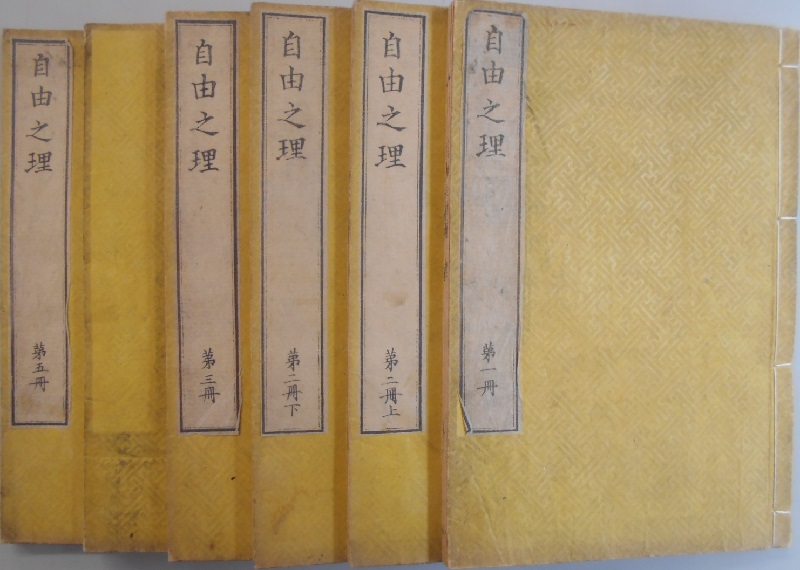 自由之理
第一冊
自由之理
第二冊上
自由之理
第二冊下
自由之理
第三冊
自由之理
第五冊